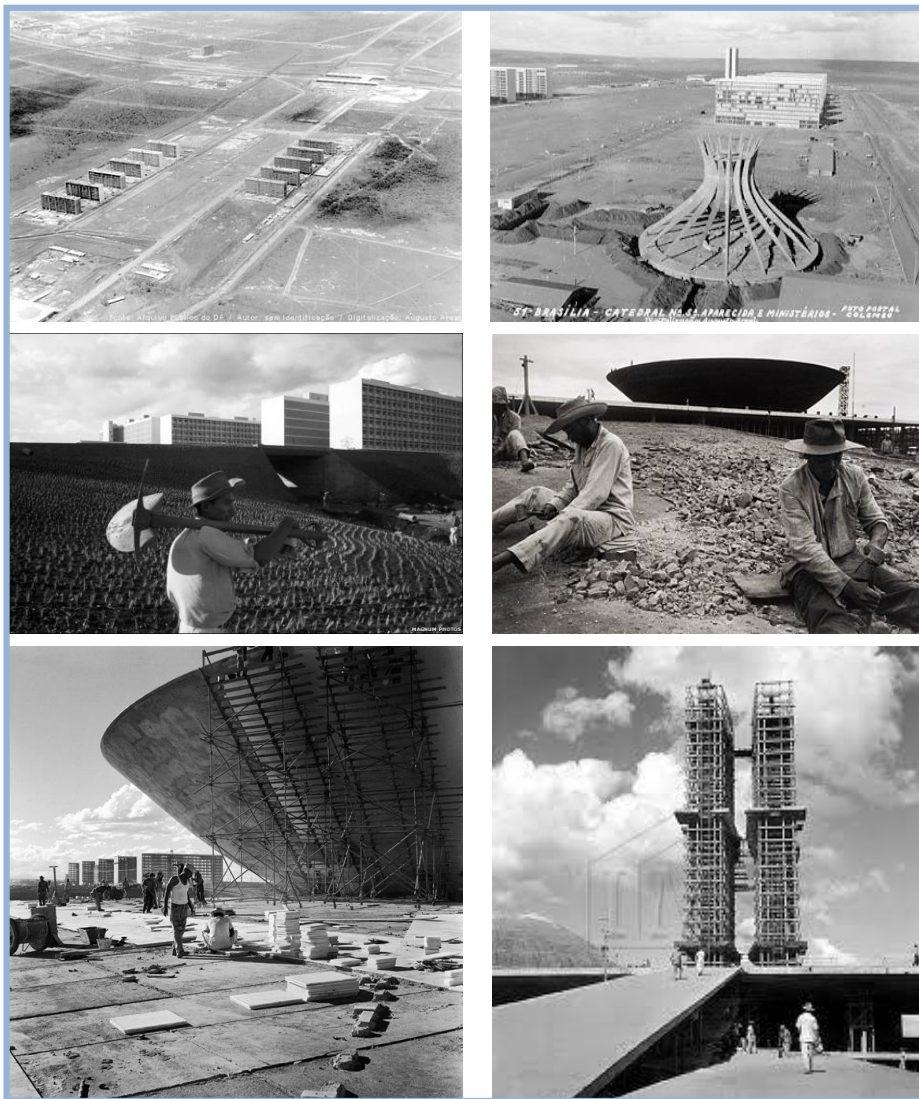 Fonte: Arquivo Público do DF / Autor: sem identificação / Digitalização: Augusto Areal
51-BRASÍLIA - CATEDRAL Nª. Sª. APARECIDA E MINISTÉRIOS -
FOTO POSTAL
COLOMBO
MAGNUM PHOTOS